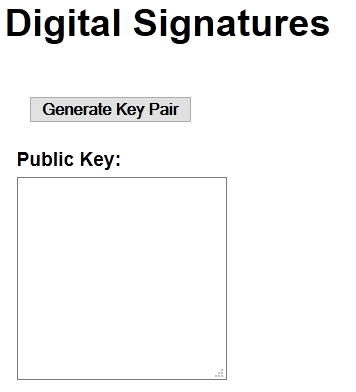 Digital Signatures
Generate Key Pair
Public Key: